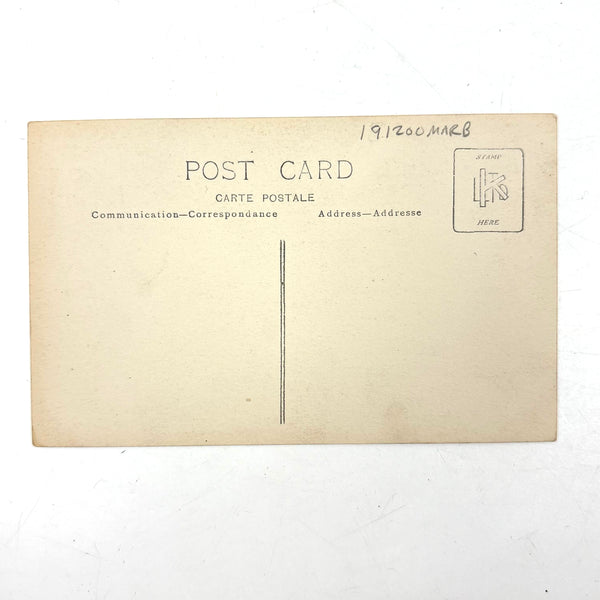 191200MARB
POST CARD
CARTE POSTALE
Communication—Correspondance Address—Addresse
STAMP
HERE